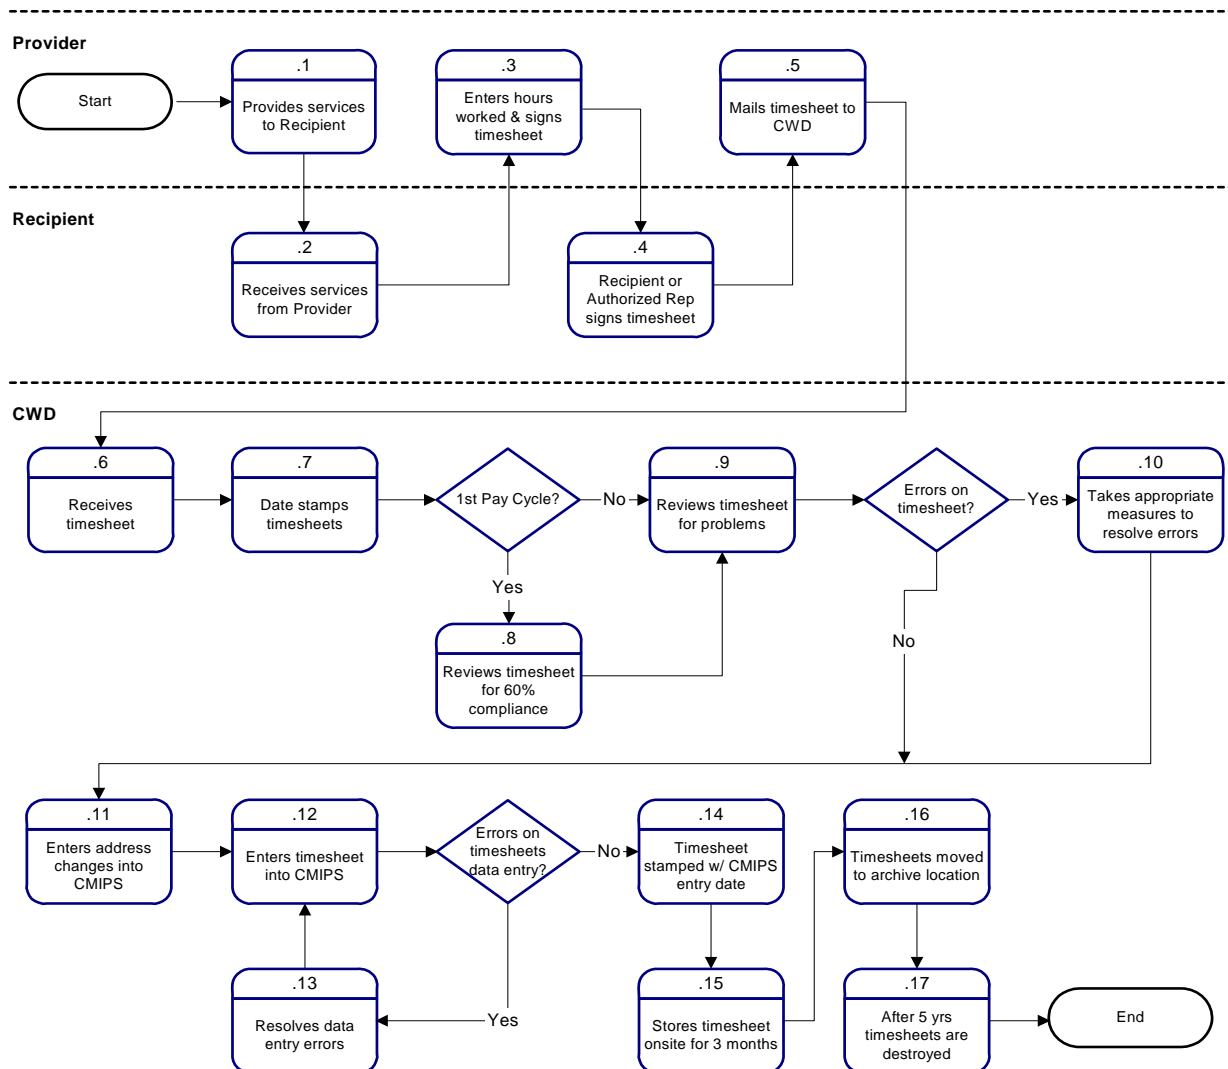 Provider
Start
.1
Provides services
to Recipient
.3
Enters hours
worked & signs
timesheet
.5
Mails timesheet to
CWD
Recipient
.2
Receives services
from Provider
.4
Recipient or
Authorized Rep
signs timesheet
CWD
.6
Receives
timesheet
.7
Date stamps
timesheets
1st Pay Cycle?
No
Yes
.8
Reviews timesheet
for 60%
compliance
.9
Reviews timesheet
for problems
Errors on
timesheet?
Yes
No
.10
Takes appropriate
measures to
resolve errors
.11
Enters address
changes into
CMIPS
.12
Enters timesheet
into CMIPS
Errors on
timesheets
data entry?
No
Yes
.13
Resolves data
entry errors
.14
Timesheet
stamped w/ CMIPS
entry date
.15
Stores timesheet
onsite for 3 months
.16
Timesheets moved
to archive location
.17
After 5 yrs
timesheets are
destroyed
End